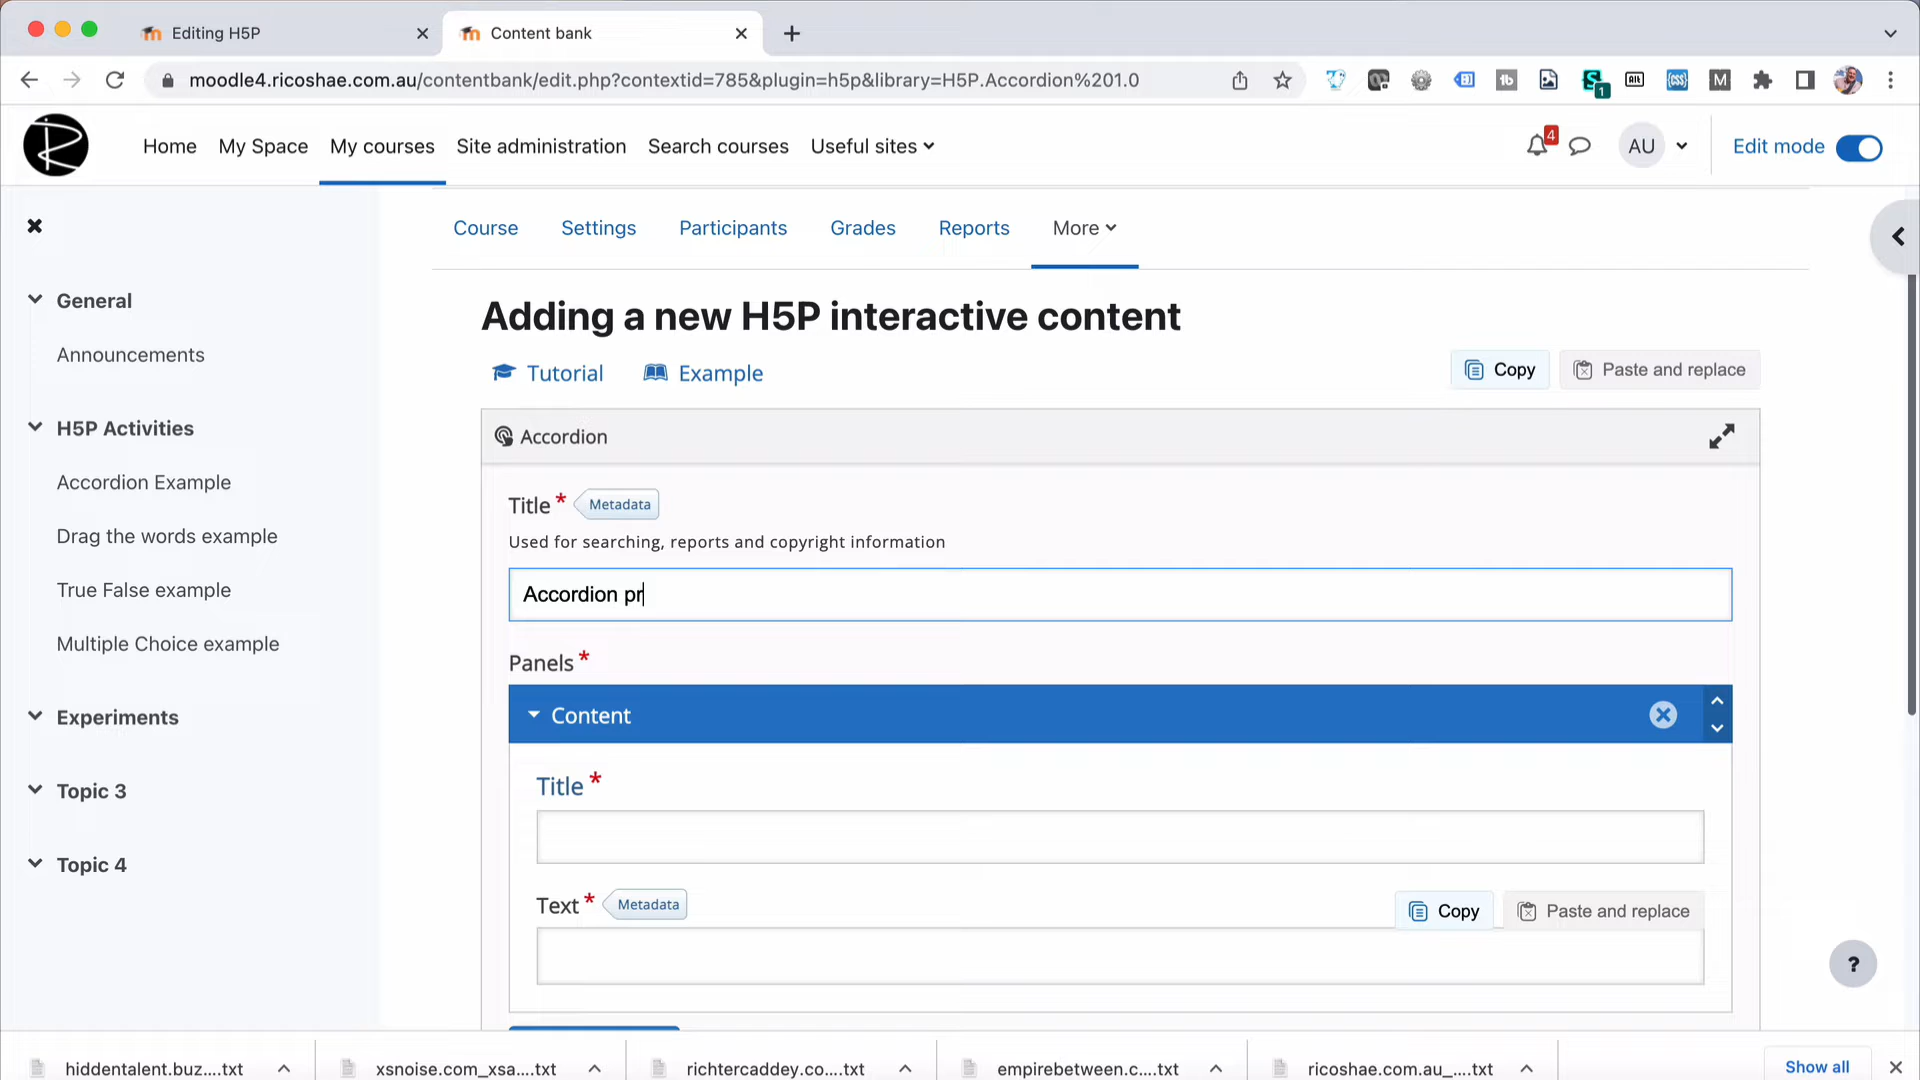 Editing H5P
Content bank
moodle4.ricoshae.com.au/contentbank/edit.php?contextid=785&plugin=h5p&library=H5P.Accordion%201.0
1
Home
My Space
My courses
Site administration
Search courses
Useful sites
4
AU
Edit mode
Course
Settings
Participants
Grades
Reports
More
General
Announcements
H5P Activities
Accordion Example
Drag the words example
True False example
Multiple Choice example
Experiments
Topic 3
Topic 4
Adding a new H5P interactive content
Tutorial
Example
Copy
Paste and replace
Accordion
Title *
Metadata
Used for searching, reports and copyright information
Accordion pr
Panels *
Content
Title *
Text *
Metadata
Copy
Paste and replace
?
hiddentalent.buz....txt
xsnoise.com_xsa....txt
richtercaddey.co....txt
empirebetween.c....txt
ricoshae.com.au_....txt
Show all